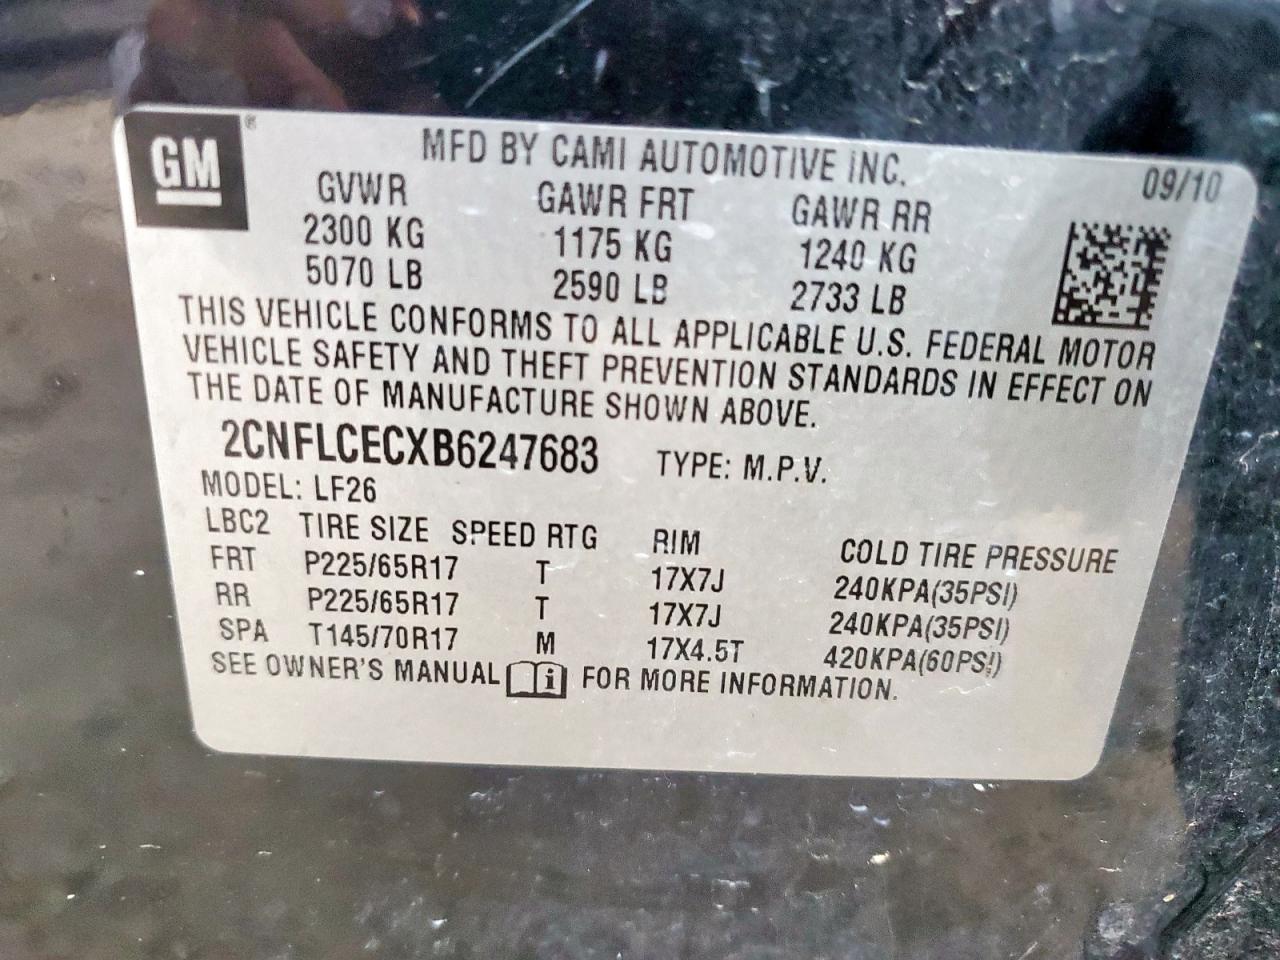 GM®
MFD BY CAMI AUTOMOTIVE INC. 09/10
GVWR GAWR FRT GAWR RR
2300 KG 1175 KG 1240 KG
5070 LB 2590 LB 2733 LB
THIS VEHICLE CONFORMS TO ALL APPLICABLE U.S. FEDERAL MOTOR
VEHICLE SAFETY AND THEFT PREVENTION STANDARDS IN EFFECT ON
THE DATE OF MANUFACTURE SHOWN ABOVE.
2CNFLCECXB6247683 TYPE: M.P.V.
MODEL: LF26
LBC2 TIRE SIZE SPEED RTG RIM COLD TIRE PRESSURE
FRT P225/65R17 T 17X7J 240KPA(35PSI)
RR P225/65R17 T 17X7J 240KPA(35PSI)
SPA T145/70R17 M 17X4.5T 420KPA(60PSI)
SEE OWNER'S MANUAL i FOR MORE INFORMATION.